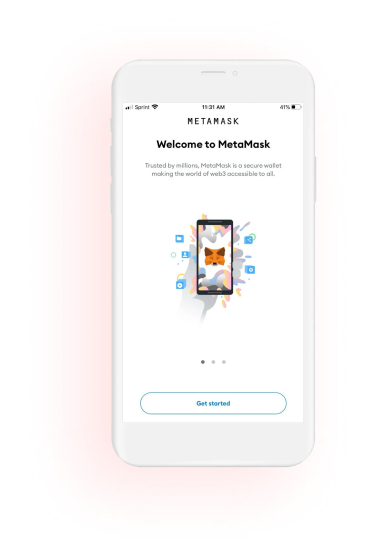 Sprint 11:31 AM 41%
METAMASK
Welcome to MetaMask
Trusted by millions, MetaMask is a secure wallet
making the world of web3 accessible to all.
Get started